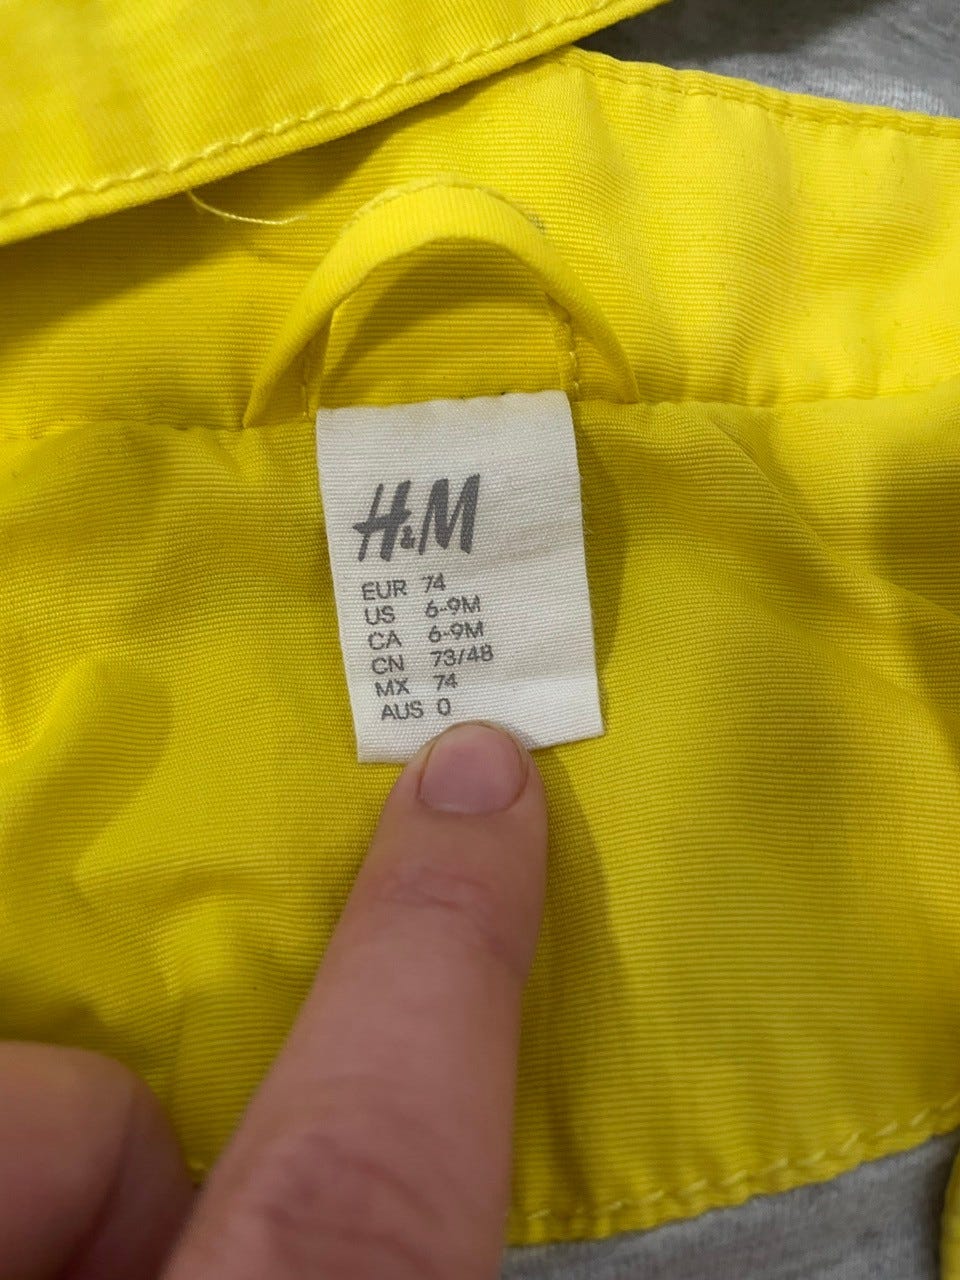 H&M
EUR 74
US 6-9M
CA 6-9M
CN 73/48
MX 74
AUS 0